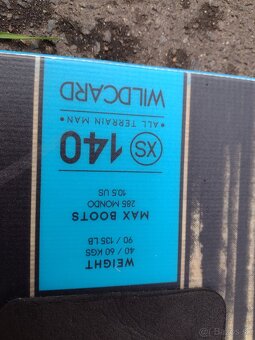 WEIGHT
40 / 60 KGS
90 / 135 LB
MAX BOOTS
285 MONDO
10.5 US
XS 140
• ALL TERRAIN MAN •
WILDCARD